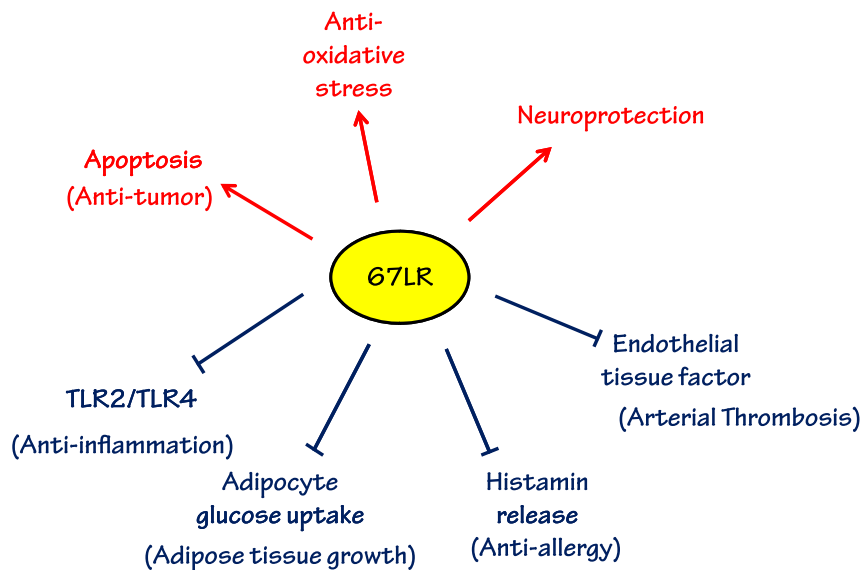 Anti-
oxidative
stress
Neuroprotection
Apoptosis
(Anti-tumor)
67LR
Endothelial
tissue factor
(Arterial Thrombosis)
TLR2/TLR4
(Anti-inflammation)
Adipocyte
glucose uptake
(Adipose tissue growth)
Histamin
release
(Anti-allergy)